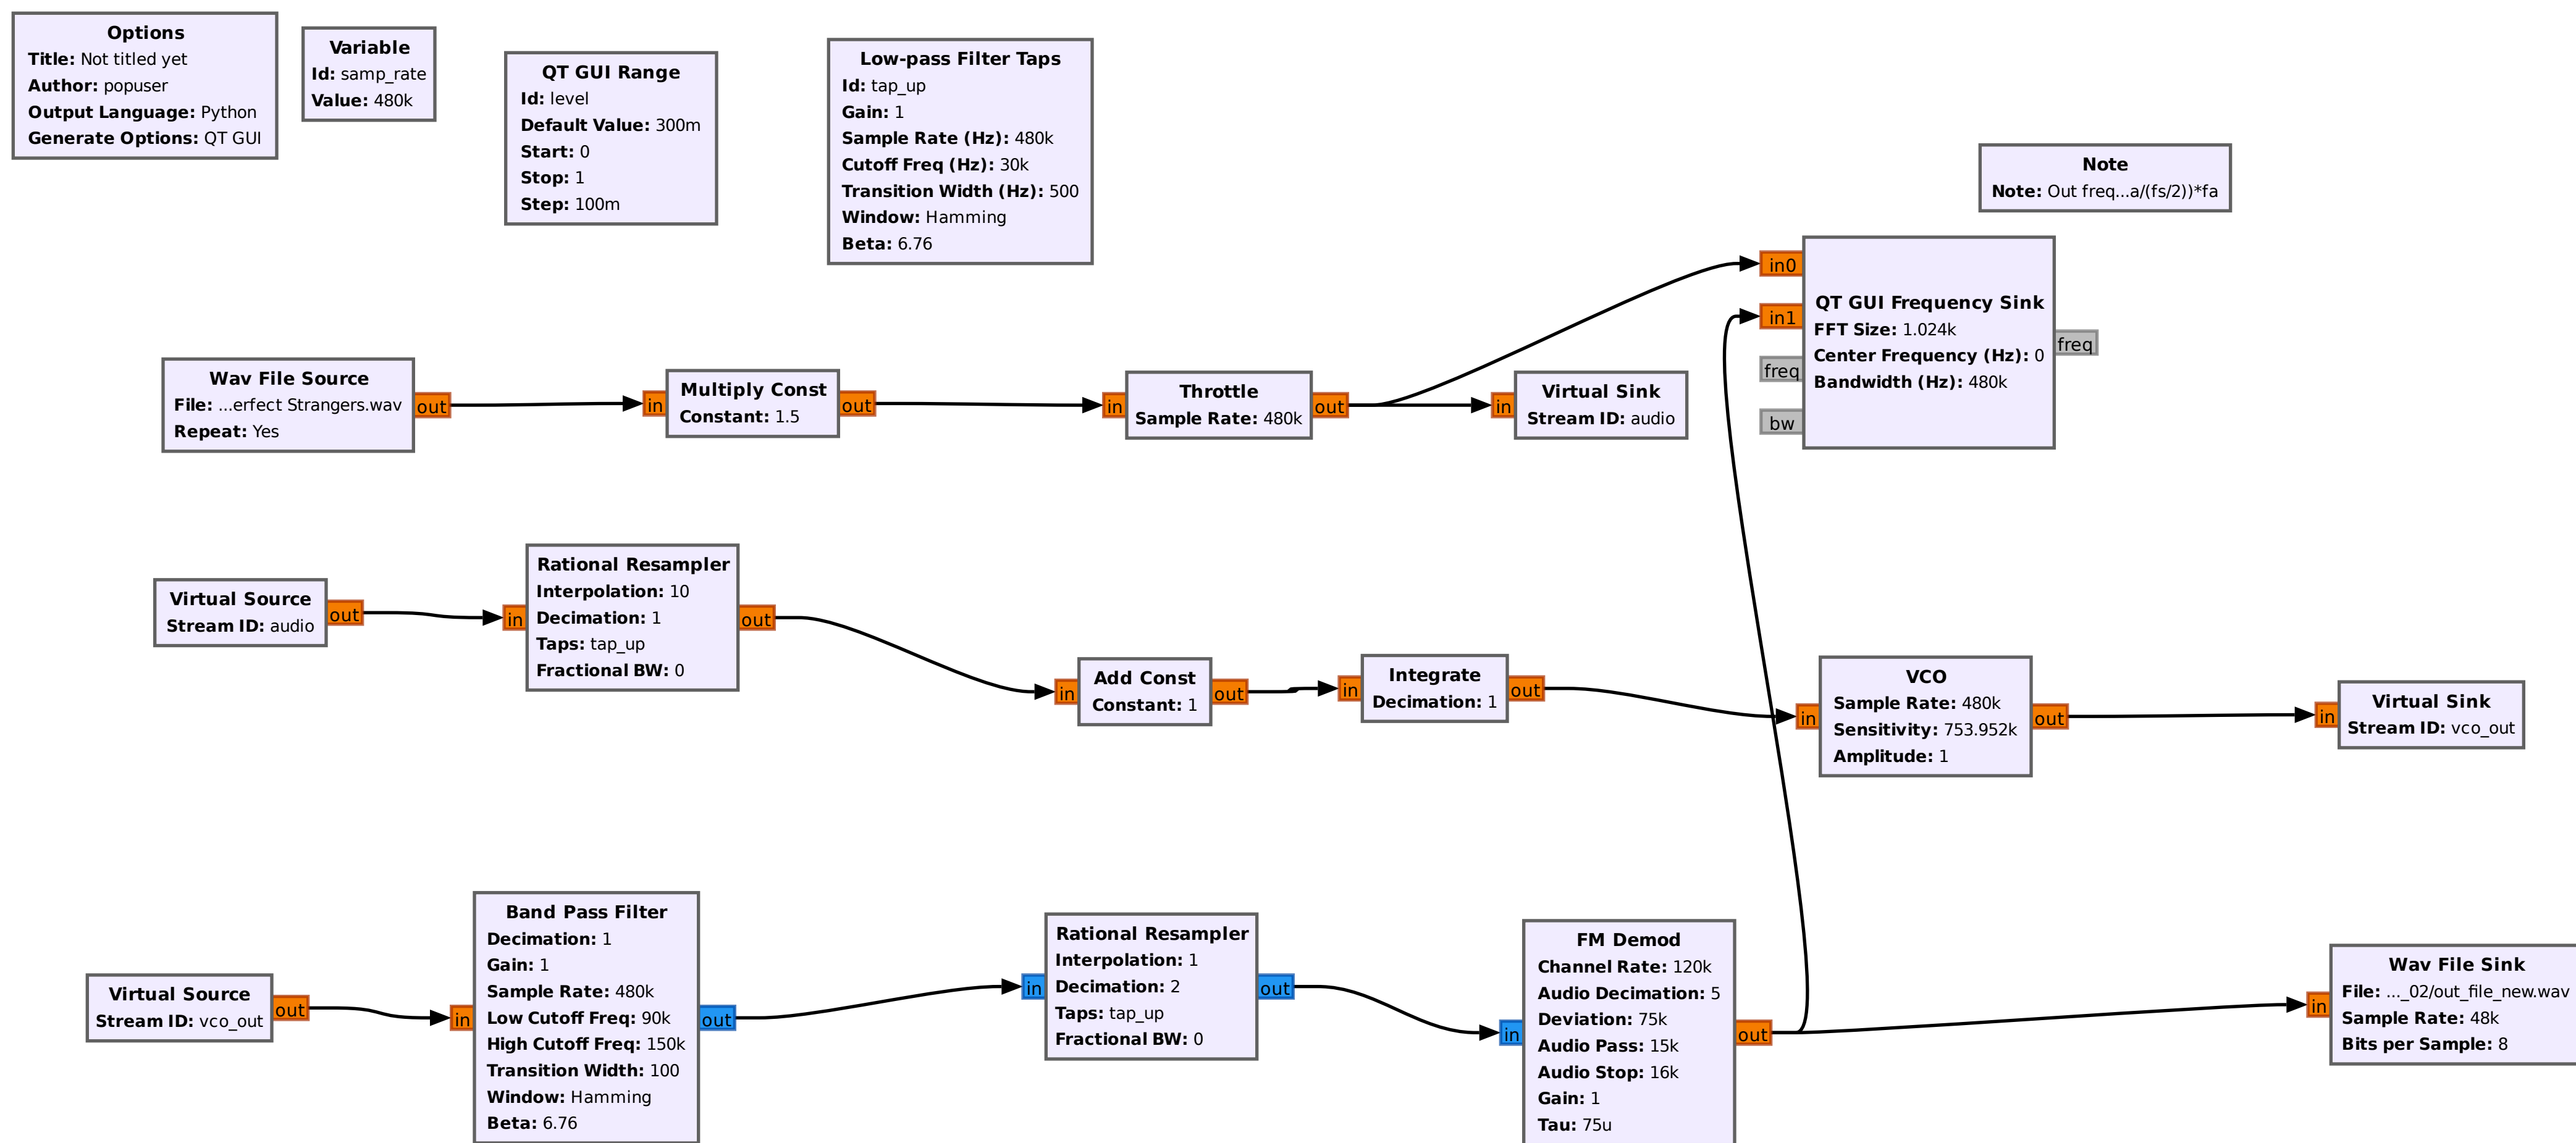 Options
Title: Not titled yet
Author: popuser
Output Language: Python
Generate Options: QT GUI
Variable
Id: samp_rate
Value: 480k
QT GUI Range
Id: level
Default Value: 300m
Start: 0
Stop: 1
Step: 100m
Low-pass Filter Taps
Id: tap_up
Gain: 1
Sample Rate (Hz): 480k
Cutoff Freq (Hz): 30k
Transition Width (Hz): 500
Window: Hamming
Beta: 6.76
Note
Note: Out freq...a/(fs/2))*fa
Wav File Source
File: ...erfect Strangers.wav
Repeat: Yes
out
in
Multiply Const
Constant: 1.5
out
in
Throttle
Sample Rate: 480k
out
in
Virtual Sink
Stream ID: audio
in0
in1
freq
bw
QT GUI Frequency Sink
FFT Size: 1.024k
Center Frequency (Hz): 0
Bandwidth (Hz): 480k
freq
Virtual Source
Stream ID: audio
out
in
Rational Resampler
Interpolation: 10
Decimation: 1
Taps: tap_up
Fractional BW: 0
out
in
Add Const
Constant: 1
out
in
Integrate
Decimation: 1
out
in
VCO
Sample Rate: 480k
Sensitivity: 753.952k
Amplitude: 1
out
in
Virtual Sink
Stream ID: vco_out
Virtual Source
Stream ID: vco_out
out
in
Band Pass Filter
Decimation: 1
Gain: 1
Sample Rate: 480k
Low Cutoff Freq: 90k
High Cutoff Freq: 150k
Transition Width: 100
Window: Hamming
Beta: 6.76
out
in
Rational Resampler
Interpolation: 1
Decimation: 2
Taps: tap_up
Fractional BW: 0
out
in
FM Demod
Channel Rate: 120k
Audio Decimation: 5
Deviation: 75k
Audio Pass: 15k
Audio Stop: 16k
Gain: 1
Tau: 75u
out
in
Wav File Sink
File: ..._02/out_file_new.wav
Sample Rate: 48k
Bits per Sample: 8